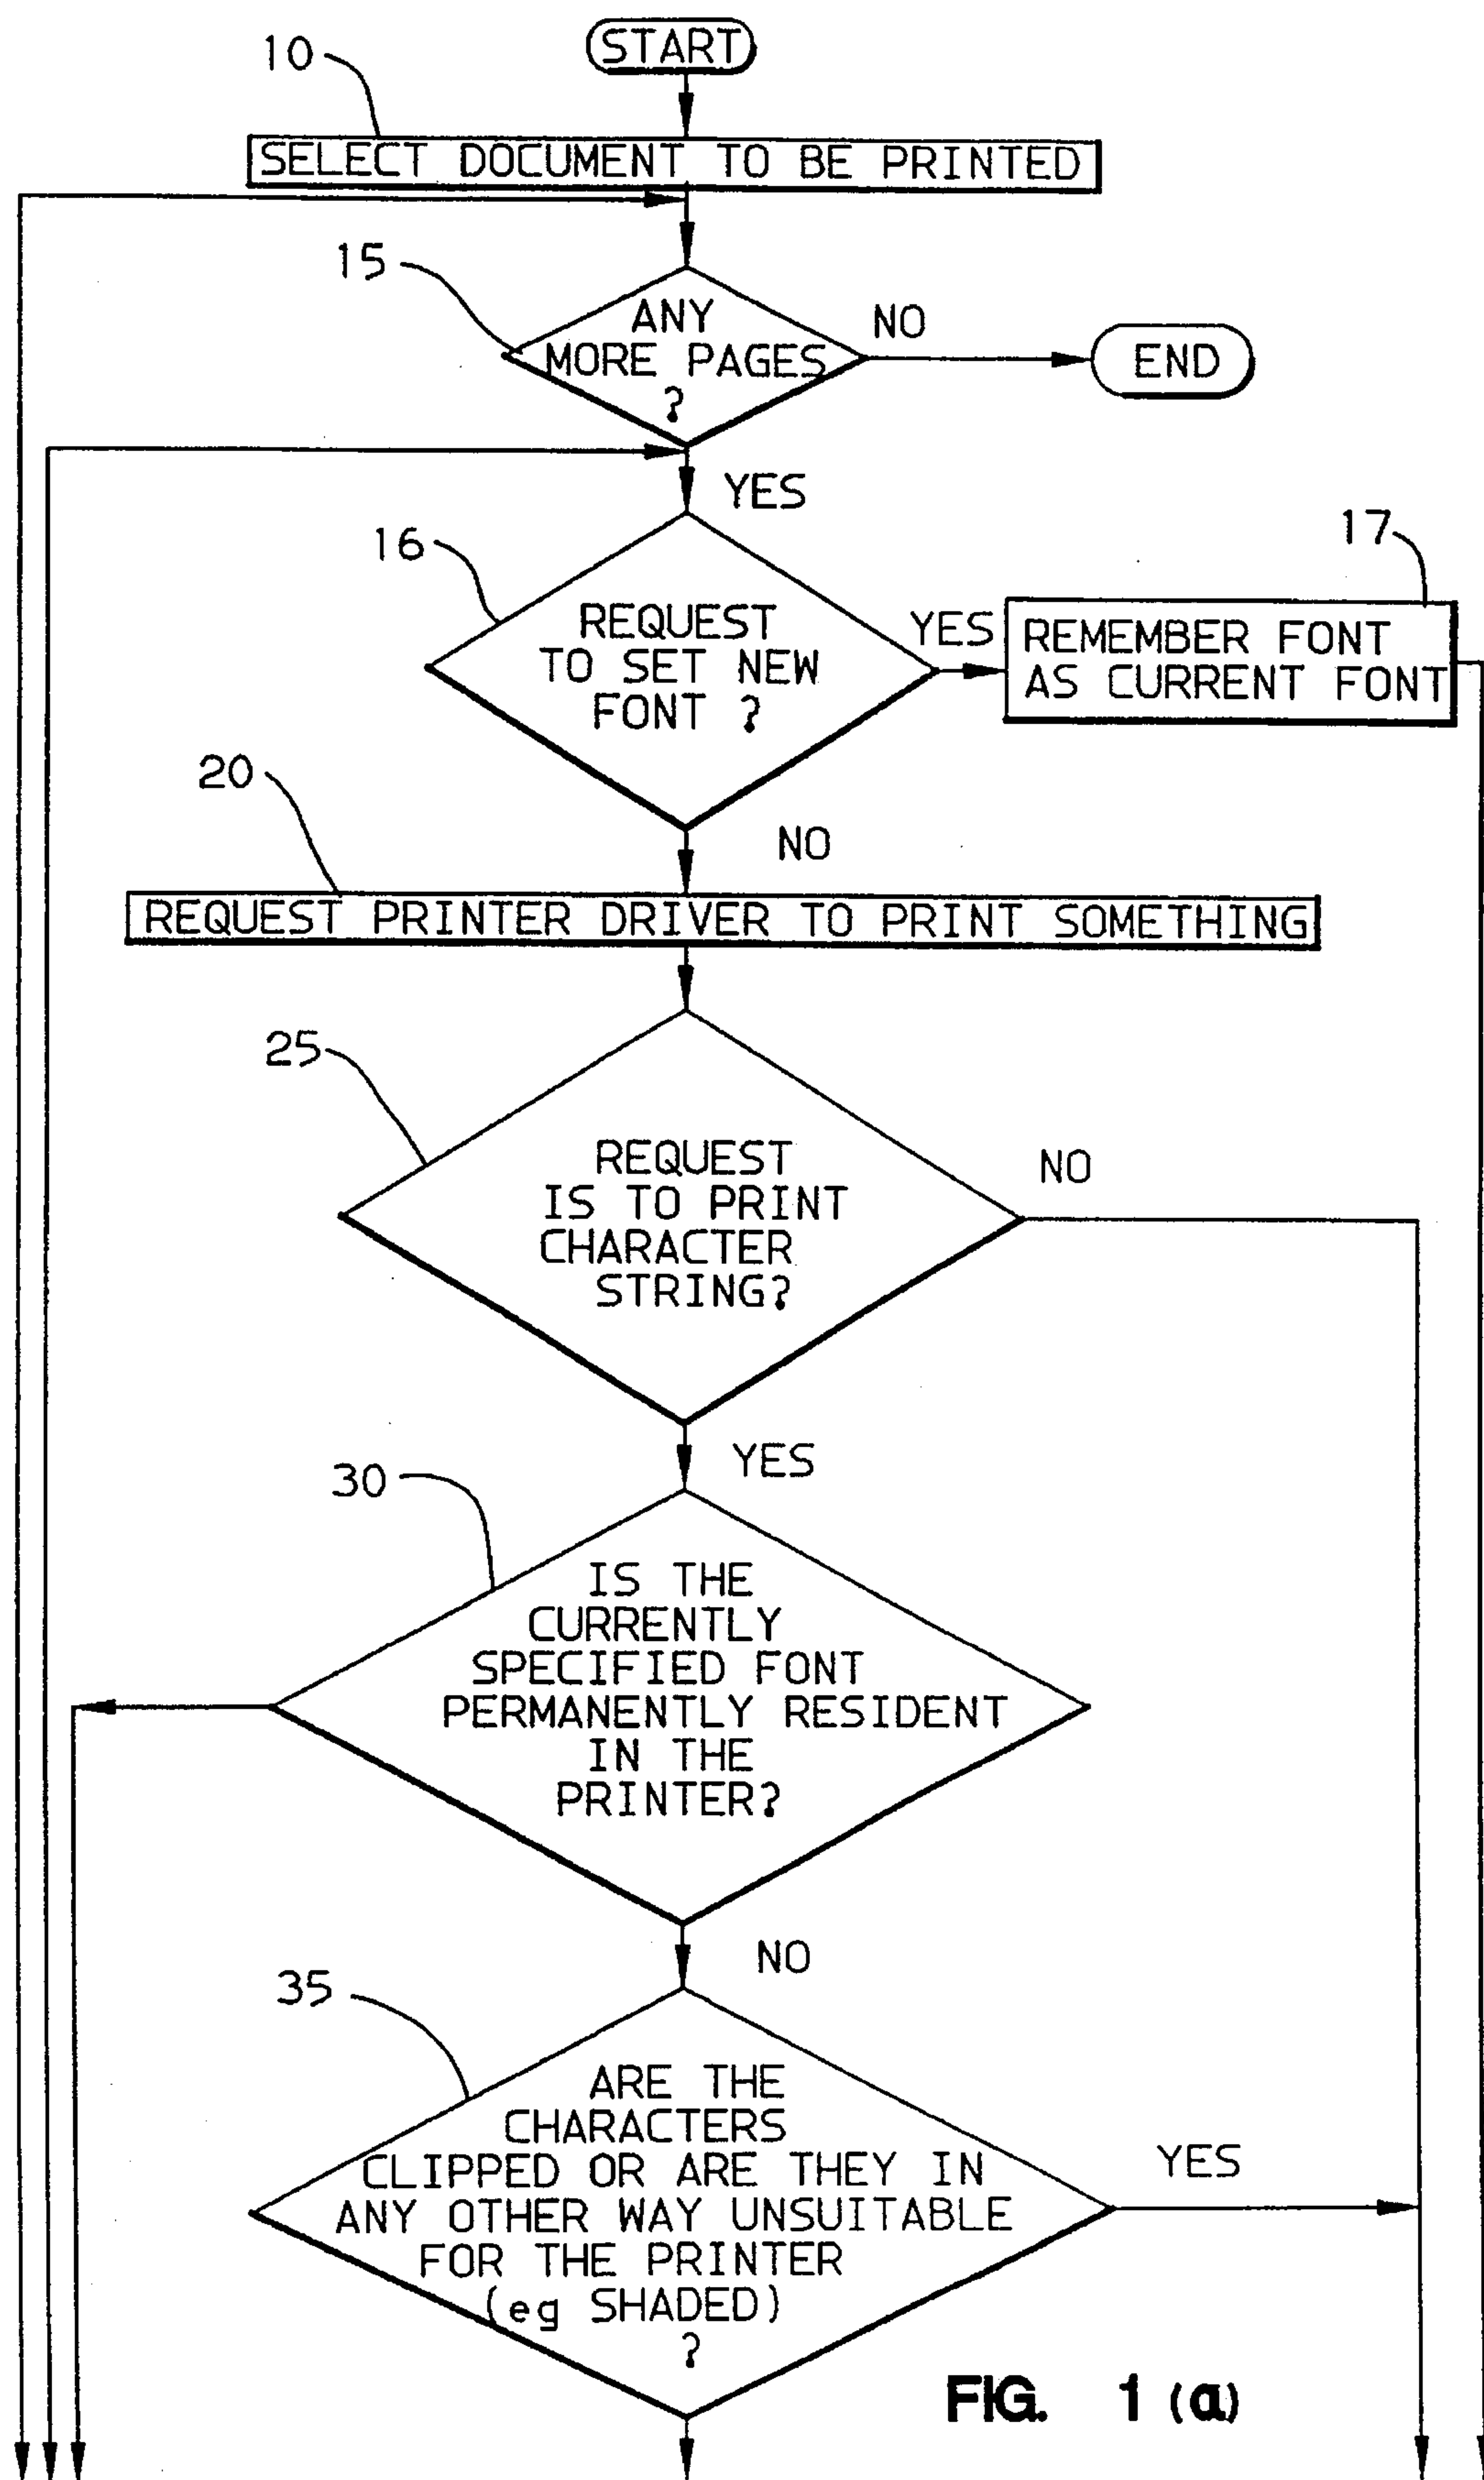 START
10
SELECT DOCUMENT TO BE PRINTED
15
ANY
MORE PAGES
?
NO
END
YES
16
REQUEST
TO SET NEW
FONT ?
YES
17
REMEMBER FONT
AS CURRENT FONT
NO
20
REQUEST PRINTER DRIVER TO PRINT SOMETHING
25
REQUEST
IS TO PRINT
CHARACTER
STRING?
NO
YES
30
IS THE
CURRENTLY
SPECIFIED FONT
PERMANENTLY RESIDENT
IN THE
PRINTER?
NO
35
ARE THE
CHARACTERS
CLIPPED OR ARE THEY IN
ANY OTHER WAY UNSUITABLE
FOR THE PRINTER
(eg SHADED)
?
YES
FIG. 1 (a)